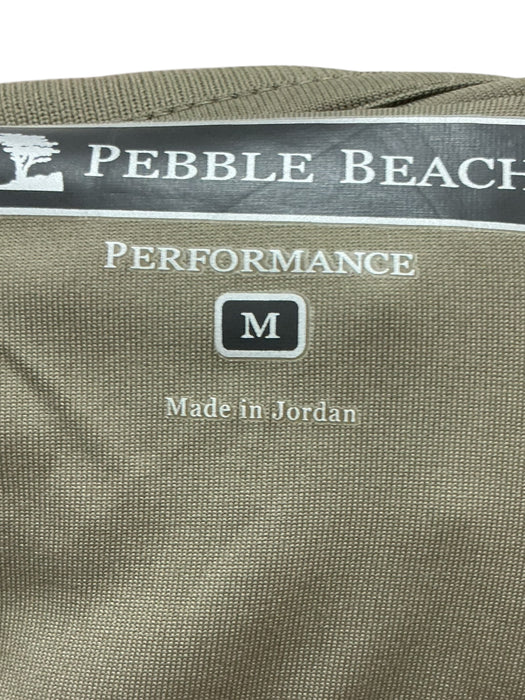 PEBBLE BEACH
PERFORMANCE
M
Made in Jordan